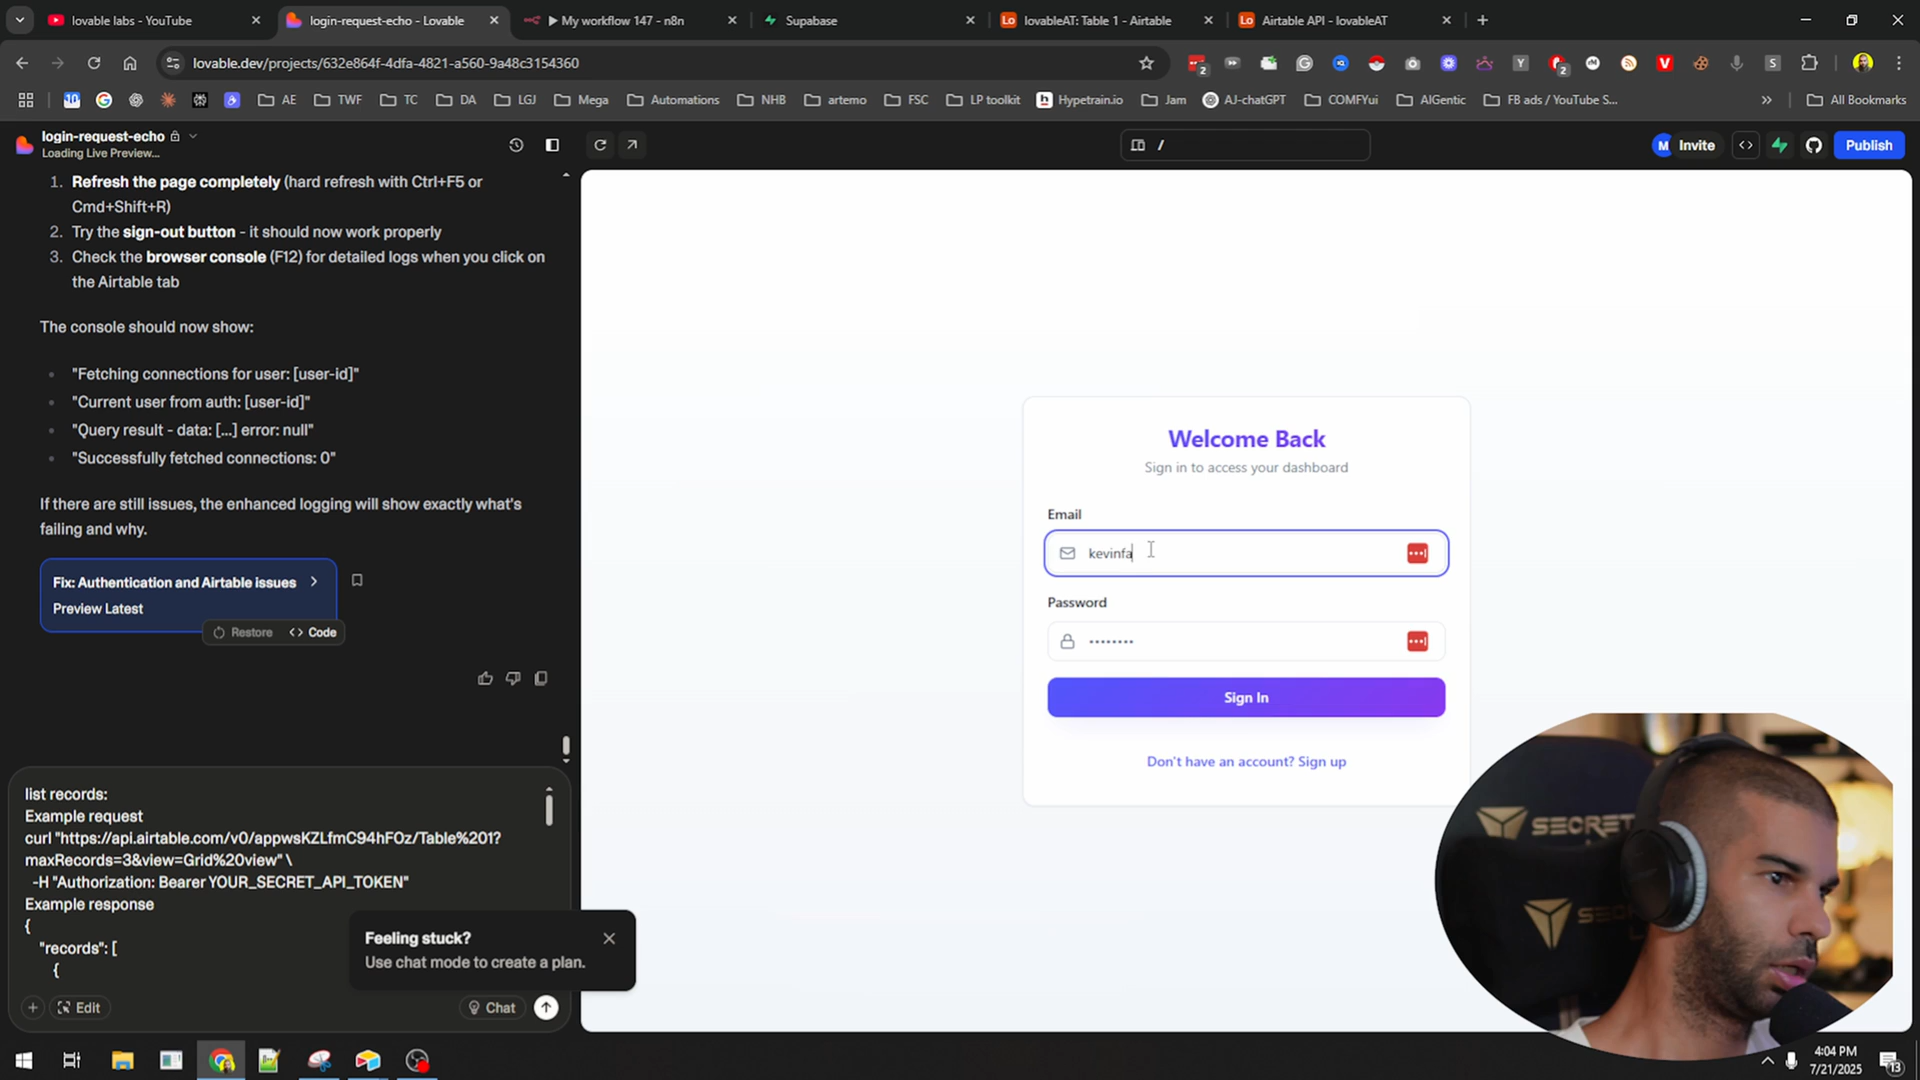 lovable labs - YouTube
login-request-echo - Lovable
▶ My workflow 147 - n8n
Supabase
lovableAT: Table 1 - Airtable
Airtable API - lovableAT
lovable.dev/projects/632e864f-4dfa-4821-a560-9a48c3154360
AE
TWF
TC
DA
LGJ
Mega
Automations
NHB
artemo
FSC
LP toolkit
Hypetrain.io
Jam
AJ-chatGPT
COMFYui
AIGentic
FB ads / YouTube S...
All Bookmarks
login-request-echo
Loading Live Preview...
/
M
Invite
Publish
1. Refresh the page completely (hard refresh with Ctrl+F5 or
Cmd+Shift+R)
2. Try the sign-out button - it should now work properly
3. Check the browser console (F12) for detailed logs when you click on
the Airtable tab
The console should now show:
"Fetching connections for user: [user-id]"
"Current user from auth: [user-id]"
"Query result - data: [...] error: null"
"Successfully fetched connections: 0"
If there are still issues, the enhanced logging will show exactly what's
failing and why.
Fix: Authentication and Airtable issues
Preview Latest
Restore
Code
list records:
Example request
curl "https://api.airtable.com/v0/appwsKZLfmC94hFOz/Table%201?
maxRecords=3&view=Grid%20view" \
-H "Authorization: Bearer YOUR_SECRET_API_TOKEN"
Example response
{
"records": [
{
Feeling stuck?
Use chat mode to create a plan.
Edit
Chat
Welcome Back
Sign in to access your dashboard
Email
kevinfa
Password
••••••••
Sign In
Don't have an account? Sign up
SECRET
4:04 PM
7/21/2025
13